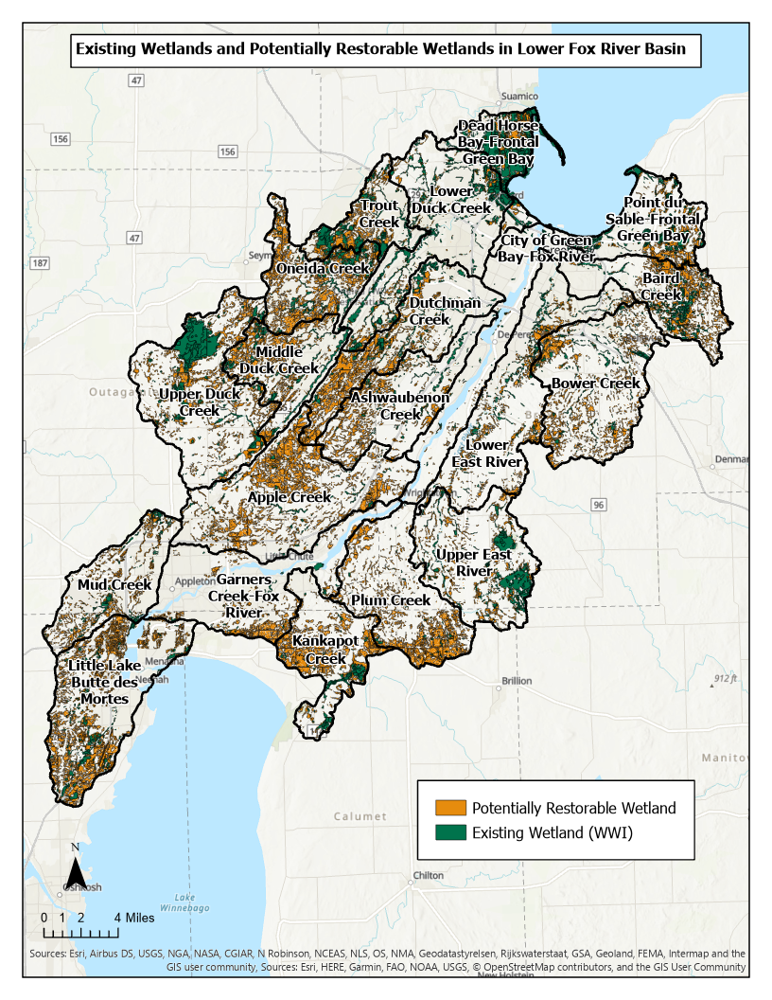 Existing Wetlands and Potentially Restorable Wetlands in Lower Fox River Basin
47
Suamico
156
156
Dead Horse
Bay-Frontal
Green Bay
Lower
Duck Creek
Trout
Creek
Point du
Sable-Frontal
Green Bay
47
City of Green
Bay-Fox River
187
Oneida Creek
Baird
Creek
Dutchman
Creek
Middle
Duck Creek
Bower Creek
Upper Duck
Creek
Ashwaubenon
Creek
Lower
East River
Denmar
Apple Creek
96
Little Chute
Upper East
River
Mud Creek
Appleton
Garners
Creek-Fox
River
Plum Creek
Kankapot
Creek
Little Lake
Butte des
Mortes
Menasha
Neenah
Brillion
912 ft
Manito
Potentially Restorable Wetland
Existing Wetland (WWI)
Calumet
N
Chilton
Oshkosh
Lake
Winnebago
0 1 2 4 Miles
Sources: Esri, Airbus DS, USGS, NGA, NASA, CGIAR, N Robinson, NCEAS, NLS, OS, NMA, Geodatastyrelsen, Rijkswaterstaat, GSA, Geoland, FEMA, Intermap and the
GIS user community, Sources: Esri, HERE, Garmin, FAO, NOAA, USGS, © OpenStreetMap contributors, and the GIS User Community
New Holstein